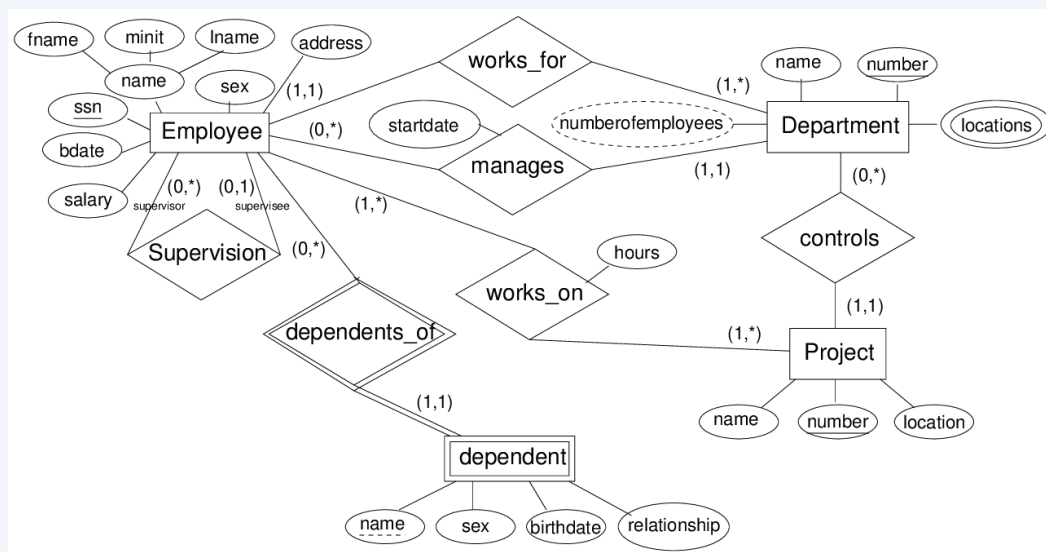 fname
minit
lname
address
name
works_for
ssn
sex
(1,1)
(1,*)
name
number
Employee
(0,*)
startdate
numberofemployees
Department
locations
bdate
manages
(1,1)
salary
(0,*)
(0,1)
supervisor
supervisee
(1,*)
(0,*)
Supervision
(0,*)
controls
hours
works_on
dependents_of
(1,*)
(1,1)
Project
(1,1)
name
number
location
dependent
name
sex
birthdate
relationship